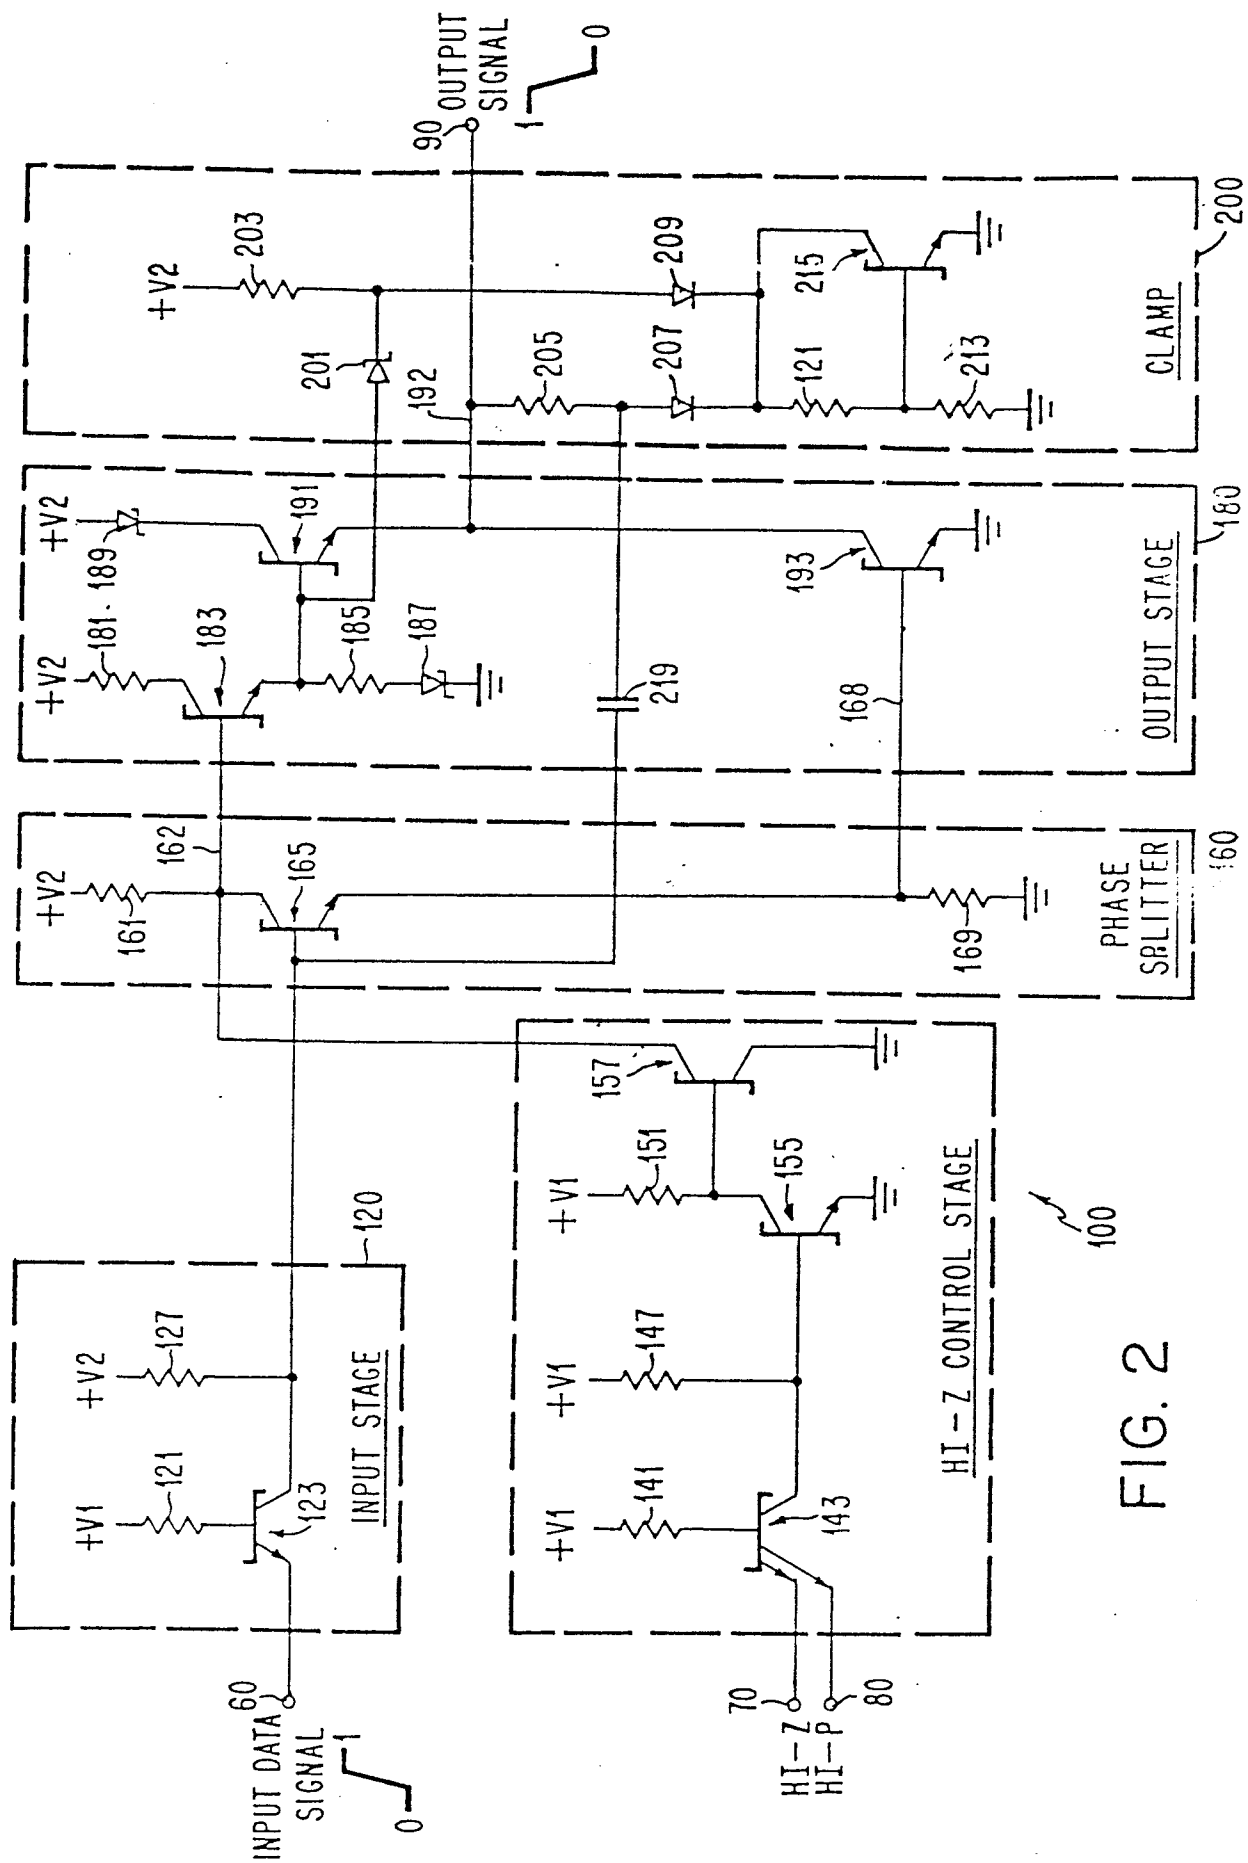 INPUT DATA
SIGNAL
0
1
60
+V1
121
123
+V2
127
INPUT STAGE
120
HI-Z
HI-P
70
80
+V1
141
143
+V1
147
+V1
151
155
157
HI-Z CONTROL STAGE
100
+V2
161
162
165
169
PHASE
SPLITTER
160
+V2
181
183
185
187
+V2
189
191
193
168
219
OUTPUT STAGE
180
+V2
203
201
192
205
207
209
121
213
215
CLAMP
200
90
OUTPUT
SIGNAL
1
0
FIG. 2